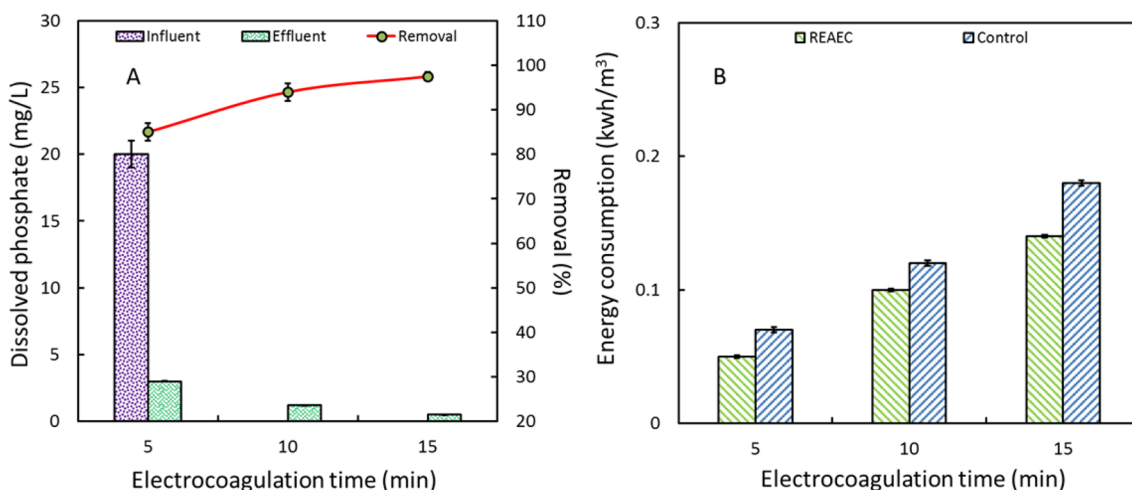 Influent Effluent Removal
A
Dissolved phosphate (mg/L)
30
25
20
15
10
5
0
110
100
90
80
70
60
50
40
30
20
Removal (%)
5 10 15
Electrocoagulation time (min)
REAEC Control
B
Energy consumption (kwh/m³)
0.3
0.2
0.1
0
5 10 15
Electrocoagulation time (min)